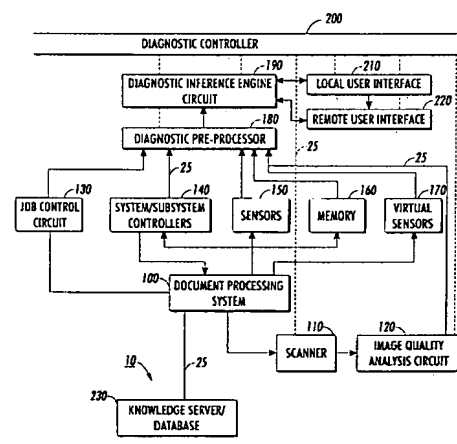 200
DIAGNOSTIC CONTROLLER
190
210
DIAGNOSTIC INFERENCE ENGINE
CIRCUIT
LOCAL USER INTERFACE
220
180
REMOTE USER INTERFACE
DIAGNOSTIC PRE-PROCESSOR
25
25
130
25
140
150
160
170
JOB CONTROL
CIRCUIT
SYSTEM/SUBSYSTEM
CONTROLLERS
SENSORS
MEMORY
VIRTUAL
SENSORS
100
DOCUMENT PROCESSING
SYSTEM
110
120
SCANNER
IMAGE QUALITY
ANALYSIS CIRCUIT
10
25
230
KNOWLEDGE SERVER/
DATABASE